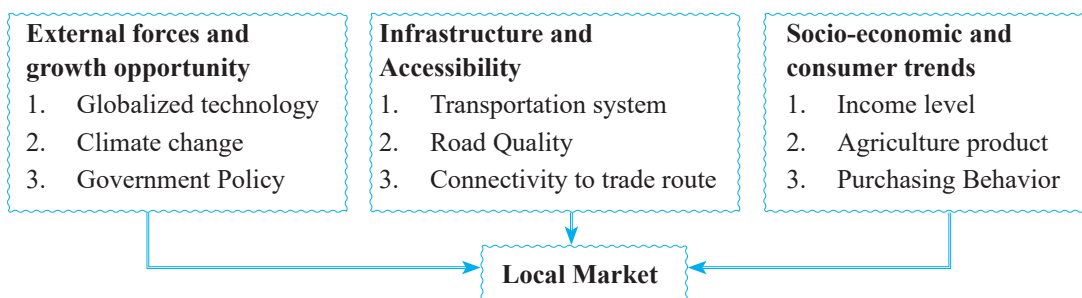 External forces and
growth opportunity
1. Globalized technology
2. Climate change
3. Government Policy
Infrastructure and
Accessibility
1. Transportation system
2. Road Quality
3. Connectivity to trade route
Socio-economic and
consumer trends
1. Income level
2. Agriculture product
3. Purchasing Behavior
Local Market